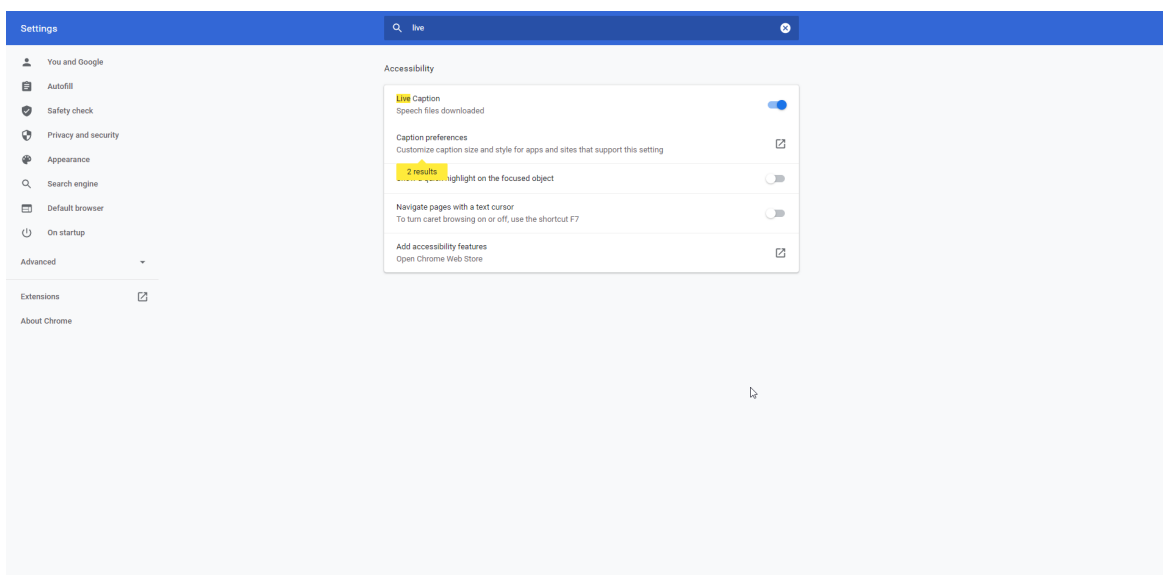 Settings
live
You and Google
Autofill
Safety check
Privacy and security
Appearance
Search engine
Default browser
On startup
Advanced
Extensions
About Chrome
Accessibility
Live Caption
Speech files downloaded
Caption preferences
Customize caption size and style for apps and sites that support this setting
2 results
highlight on the focused object
Navigate pages with a text cursor
To turn caret browsing on or off, use the shortcut F7
Add accessibility features
Open Chrome Web Store